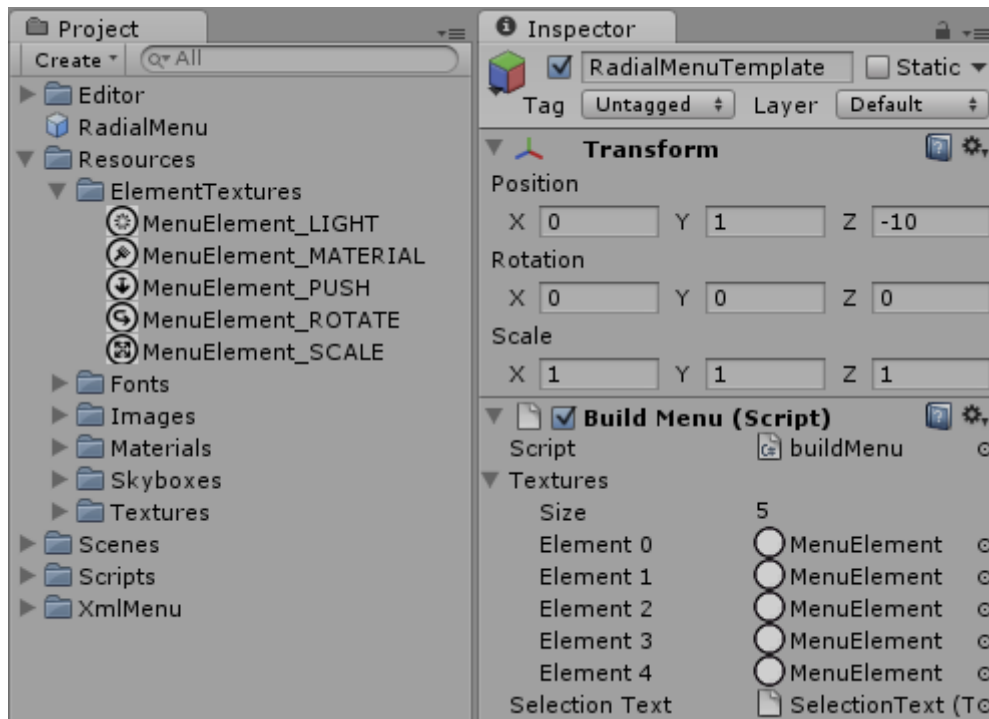 Project
Create
All
Editor
RadialMenu
Resources
ElementTextures
MenuElement_LIGHT
MenuElement_MATERIAL
MenuElement_PUSH
MenuElement_ROTATE
MenuElement_SCALE
Fonts
Images
Materials
Skyboxes
Textures
Scenes
Scripts
XmlMenu
Inspector
RadialMenuTemplate Static
Tag Untagged Layer Default
Transform
Position
X 0 Y 1 Z -10
Rotation
X 0 Y 0 Z 0
Scale
X 1 Y 1 Z 1
Build Menu (Script)
Script buildMenu
Textures
Size 5
Element 0 MenuElement
Element 1 MenuElement
Element 2 MenuElement
Element 3 MenuElement
Element 4 MenuElement
Selection Text SelectionText